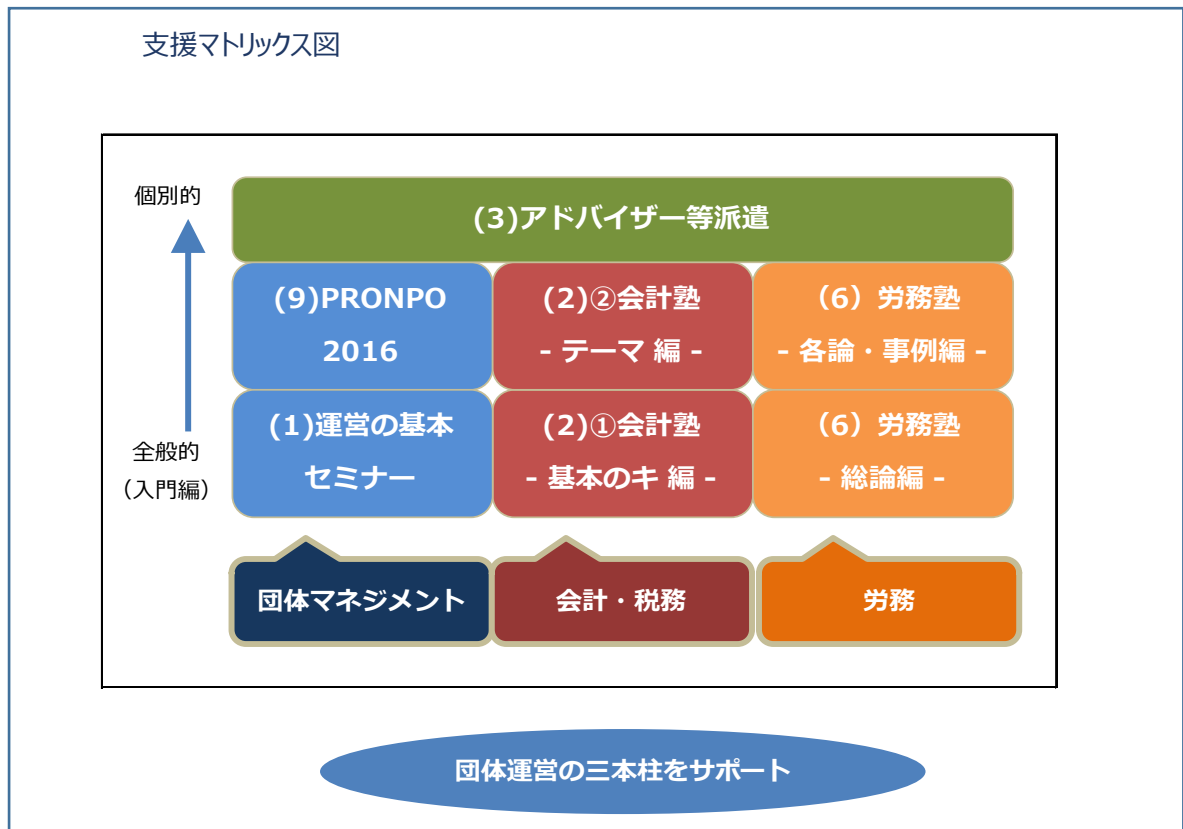 支援マトリックス図
個別的
(3)アドバイザー等派遣
(9)PRONPO
2016
(2)②会計塾
- テーマ 編 -
（6）労務塾
- 各論・事例編 -
全般的
（入門編）
(1)運営の基本
セミナー
(2)①会計塾
- 基本のキ 編 -
（6）労務塾
- 総論編 -
団体マネジメント
会計・税務
労務
団体運営の三本柱をサポート